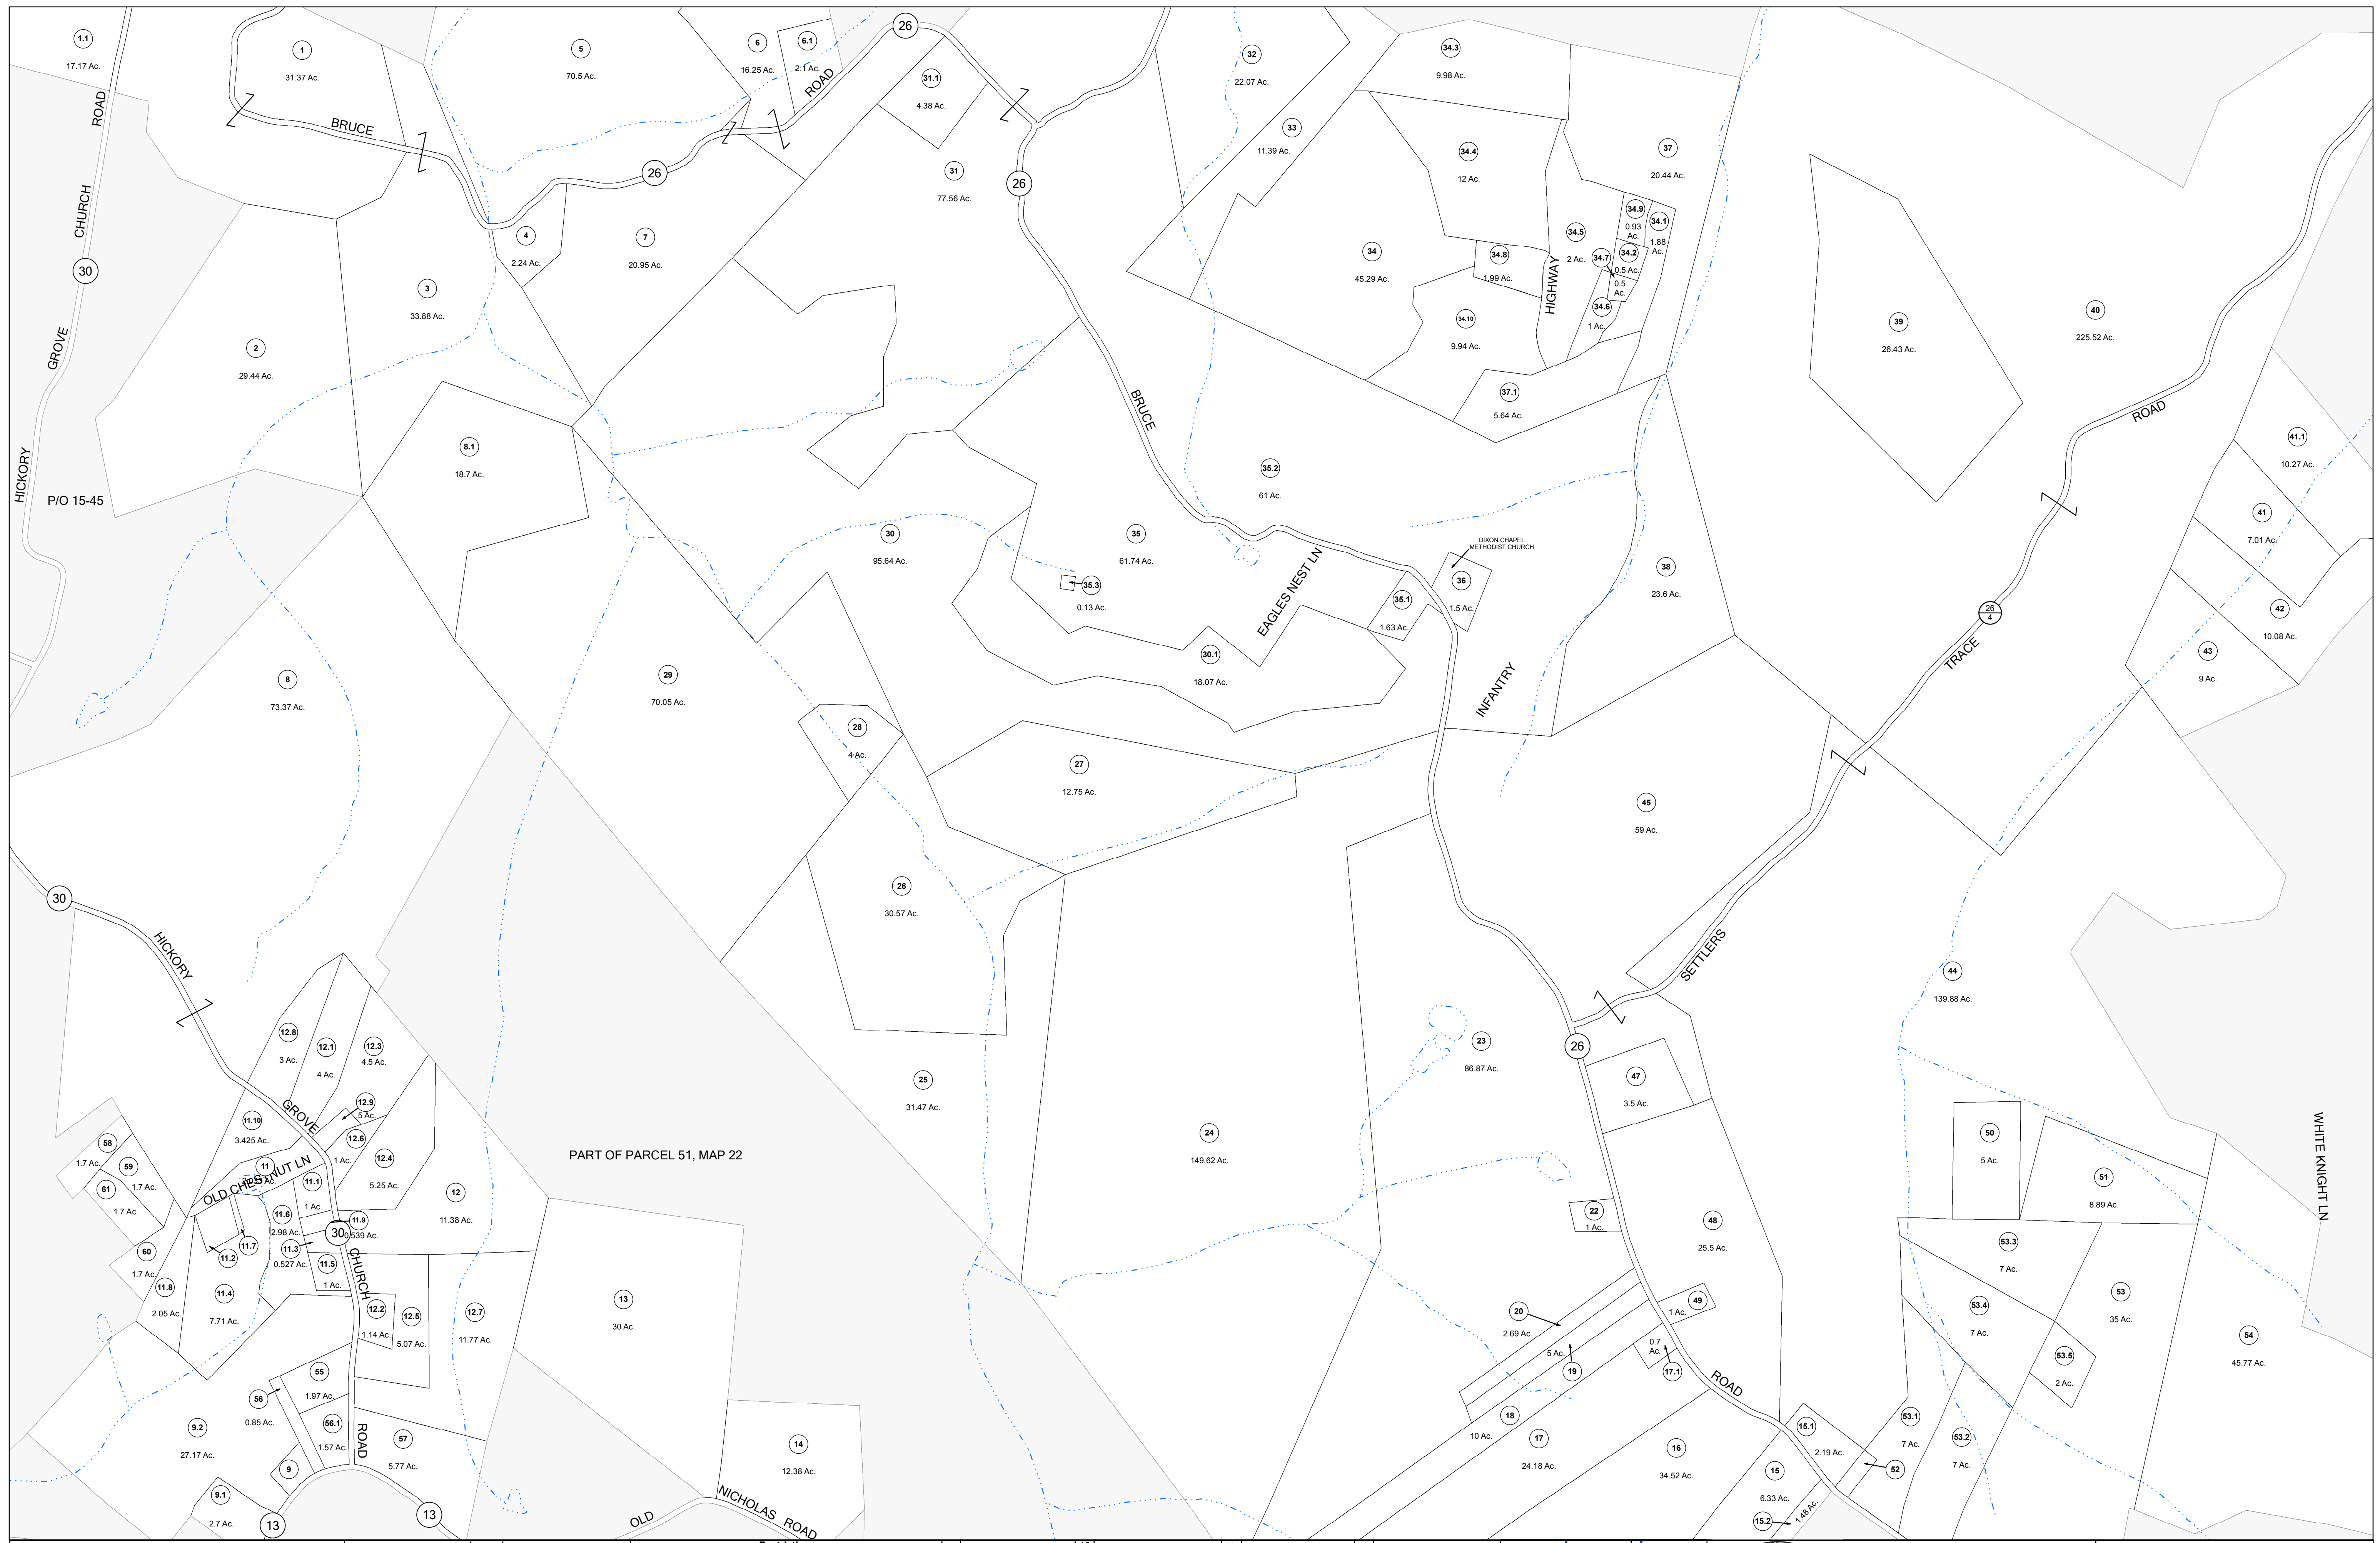 1.1
17.17 Ac.
ROAD
CHURCH
30
GROVE
HICKORY
P/O 15-45
1
31.37 Ac.
BRUCE
5
70.5 Ac.
6
16.25 Ac.
6.1
2.1 Ac.
ROAD
26
26
31.1
4.38 Ac.
31
77.56 Ac.
26
32
22.07 Ac.
33
11.39 Ac.
34.3
9.98 Ac.
34.4
12 Ac.
37
20.44 Ac.
34.9
0.93
Ac.
34.1
1.88
Ac.
34.5
2 Ac.
34.2
0.5 Ac.
34.7
0.5
Ac.
34.6
1 Ac.
34.8
1.99 Ac.
HIGHWAY
34
45.29 Ac.
34.10
9.94 Ac.
37.1
5.64 Ac.
39
26.43 Ac.
40
225.52 Ac.
ROAD
2
29.44 Ac.
3
33.88 Ac.
4
2.24 Ac.
7
20.95 Ac.
8.1
18.7 Ac.
BRUCE
35.2
61 Ac.
41.1
10.27 Ac.
41
7.01 Ac.
42
10.08 Ac.
43
9 Ac.
30
95.64 Ac.
35
61.74 Ac.
35.3
0.13 Ac.
EAGLES NEST LN
DIXON CHAPEL
METHODIST CHURCH
36
1.5 Ac.
35.1
1.63 Ac.
38
23.6 Ac.
26
4
TRACE
30.1
18.07 Ac.
INFANTRY
8
73.37 Ac.
29
70.05 Ac.
28
4 Ac.
27
12.75 Ac.
45
59 Ac.
30
HICKORY
26
30.57 Ac.
SETTLERS
44
139.88 Ac.
12.8
3 Ac.
12.1
4 Ac.
12.3
4.5 Ac.
12.9
.5 Ac.
GROVE
11.10
3.425 Ac.
12.6
1 Ac.
12.4
5.25 Ac.
12
11.38 Ac.
PART OF PARCEL 51, MAP 22
25
31.47 Ac.
24
149.62 Ac.
23
86.87 Ac.
26
47
3.5 Ac.
50
5 Ac.
51
8.89 Ac.
WHITE KNIGHT LN
58
1.7 Ac.
59
1.7 Ac.
61
1.7 Ac.
60
1.7 Ac.
11
OLD CHESTNUT LN
11.1
1 Ac.
11.6
2.98 Ac.
11.9
0.539 Ac.
30
11.3
0.527 Ac.
11.2
11.7
11.5
1 Ac.
CHURCH
11.8
2.05 Ac.
11.4
7.71 Ac.
12.2
1.14 Ac.
12.5
5.07 Ac.
12.7
11.77 Ac.
13
30 Ac.
22
1 Ac.
48
25.5 Ac.
53.3
7 Ac.
53
35 Ac.
53.4
7 Ac.
53.5
2 Ac.
54
45.77 Ac.
20
2.69 Ac.
49
1 Ac.
0.7
Ac.
5 Ac.
19
17.1
ROAD
55
1.97 Ac.
56
0.85 Ac.
56.1
1.57 Ac.
ROAD
57
5.77 Ac.
9.2
27.17 Ac.
9
9.1
2.7 Ac.
13
13
14
12.38 Ac.
OLD
NICHOLAS ROAD
18
10 Ac.
17
24.18 Ac.
16
34.52 Ac.
15.1
2.19 Ac.
15
6.33 Ac.
15.2
1.48 Ac.
52
53.1
7 Ac.
53.2
7 Ac.